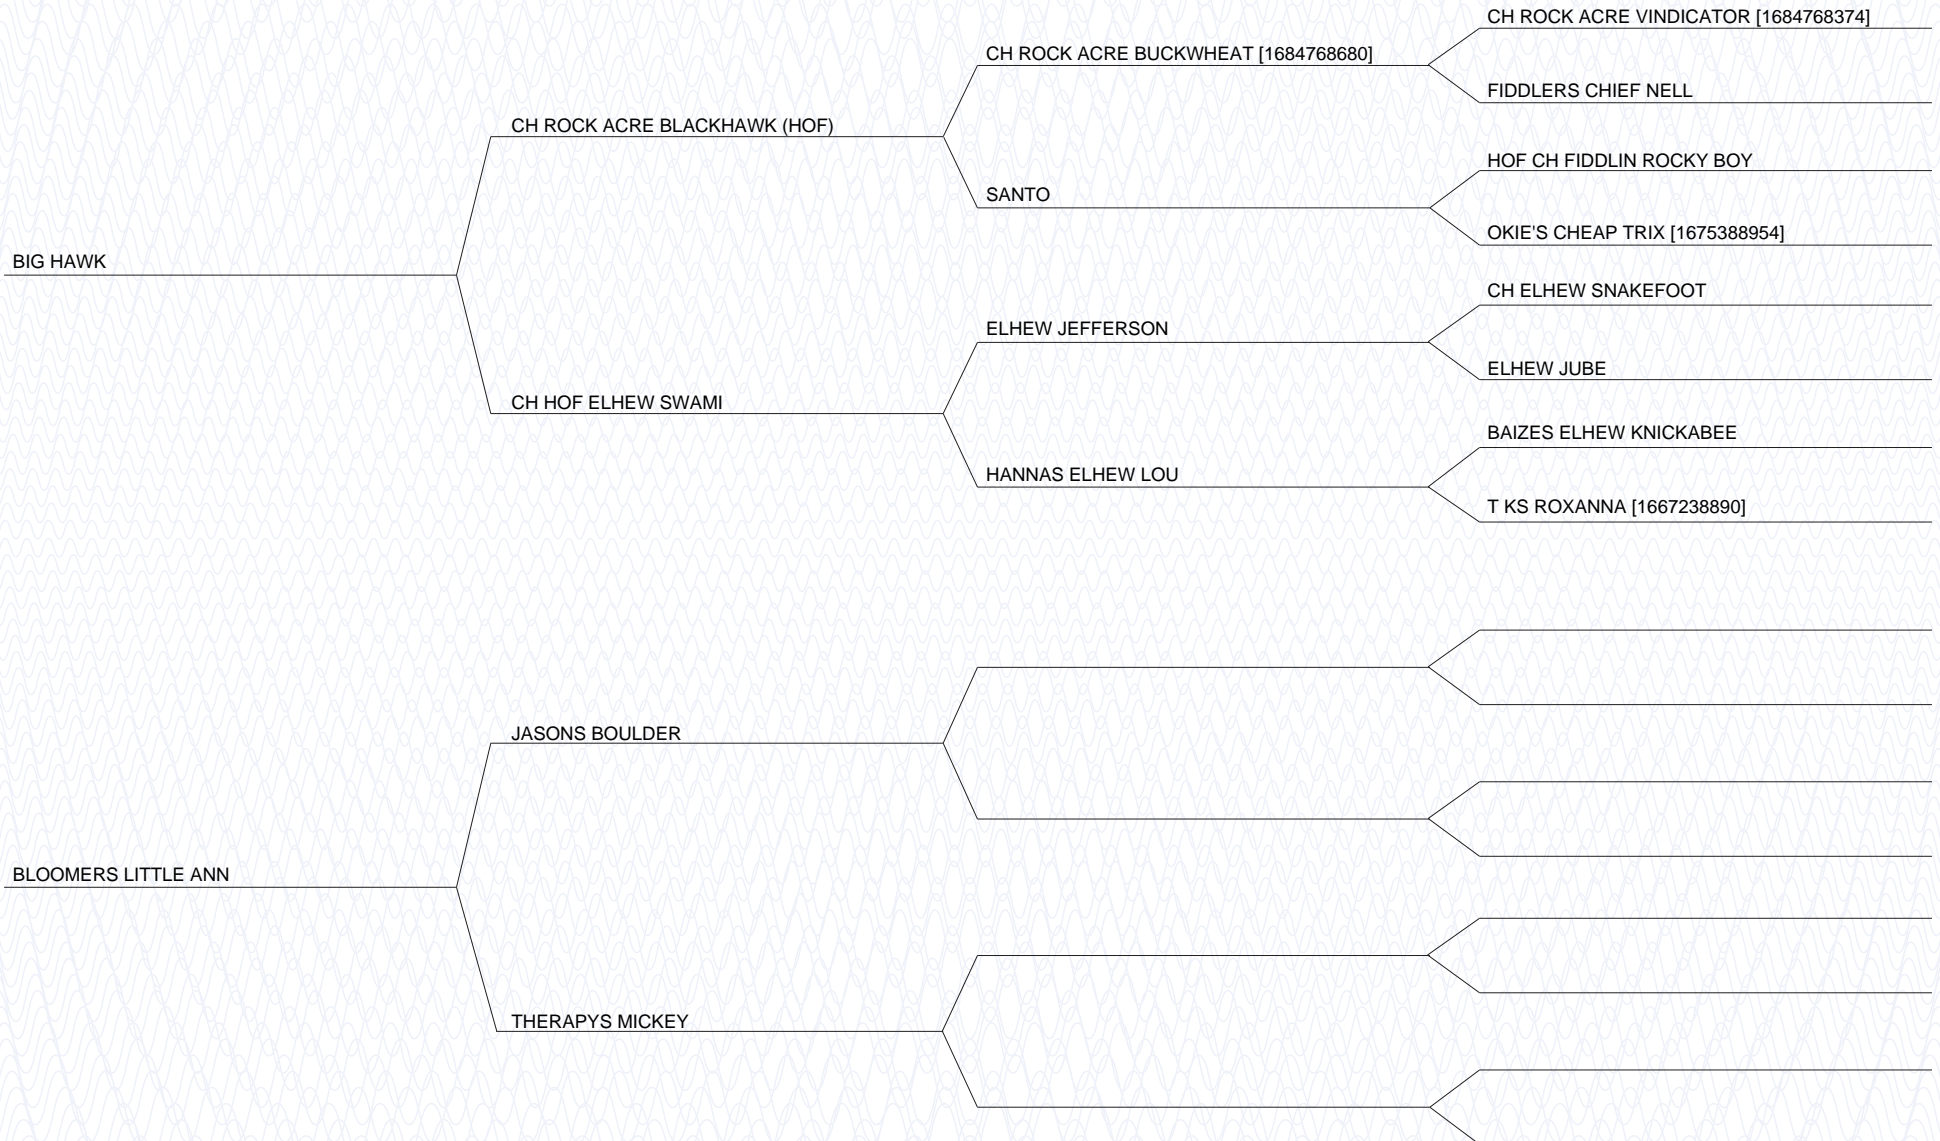 CH ROCK ACRE VINDICATOR [1684768374]
CH ROCK ACRE BUCKWHEAT [1684768680]
FIDDLERS CHIEF NELL
CH ROCK ACRE BLACKHAWK (HOF)
HOF CH FIDDLIN ROCKY BOY
SANTO
OKIE'S CHEAP TRIX [1675388954]
BIG HAWK
CH ELHEW SNAKEFOOT
ELHEW JEFFERSON
ELHEW JUBE
CH HOF ELHEW SWAMI
BAIZES ELHEW KNICKABEE
HANNAS ELHEW LOU
T KS ROXANNA [1667238890]
JASONS BOULDER
BLOOMERS LITTLE ANN
THERAPYS MICKEY